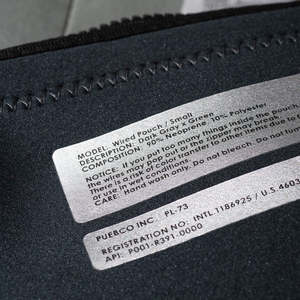 MODEL: Wired Pouch / Small
DESCRIPTION: Dark Gray x Green
COMPOSITION: 90% Neoprene, 10% Polyester
NOTICE: If you put too many things inside the pouch
the wires may pop out or the zipper may break.
There is a risk of color transfer to other items due to
or use in wet conditions. Do not bleach. Do not
CARE: Hand wash only.
PUEBCO INC. PL-73
REGISTRATION NO: INTL 1186925 / U.S. 4603
API: P001-R391-0000